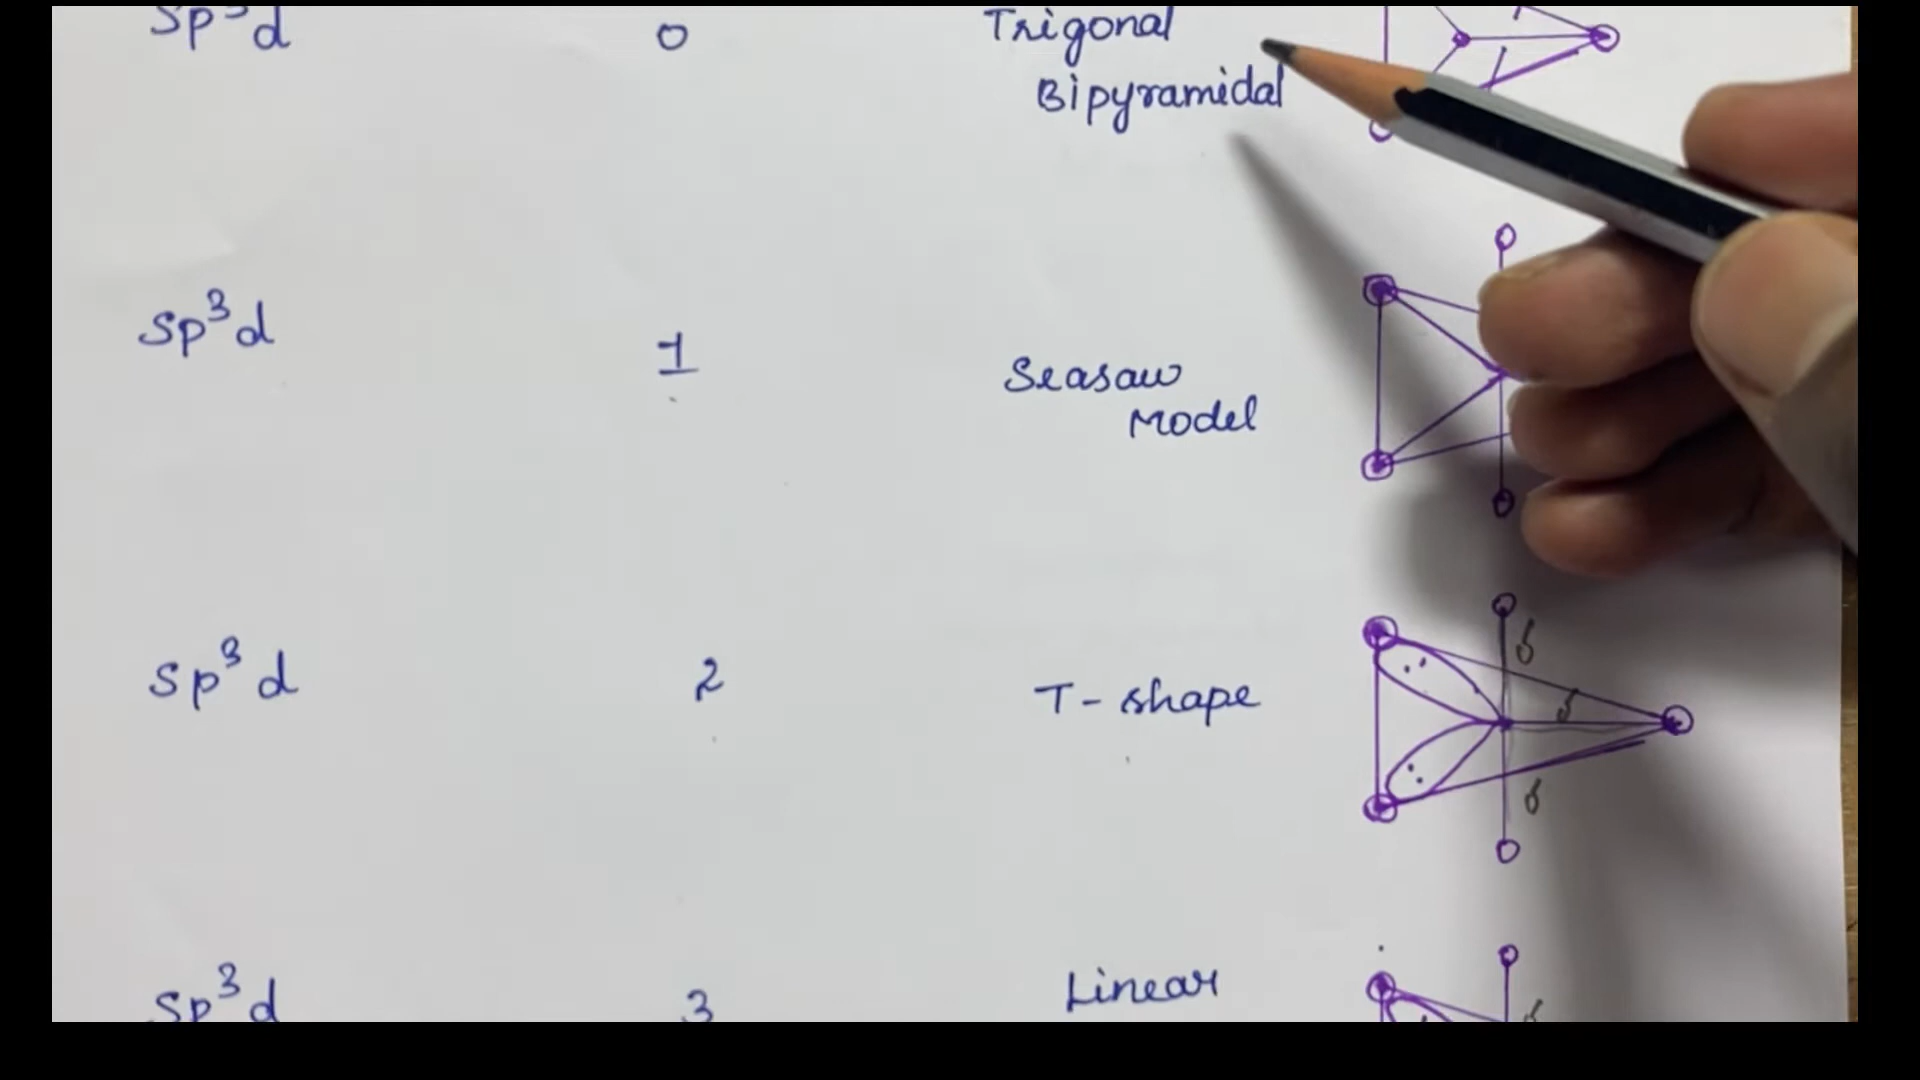 sp³d 0 Trigonal
Bipyramidal
sp³d 1 Seasaw
Model
sp³d 2 T-shape
sp³d 3 Linear